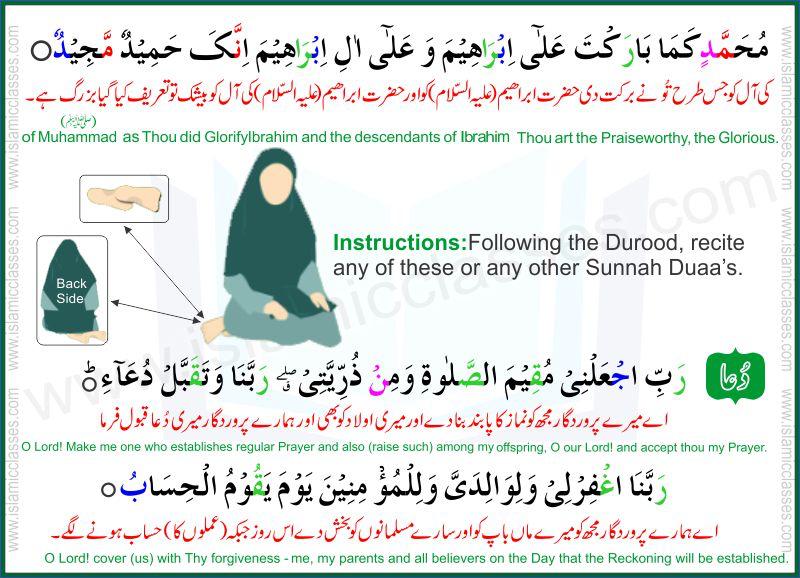 مُحَمَّدٍ كَمَا بَارَكْتَ عَلٰٓى اِبْرَاهِيْمَ وَ عَلٰٓى اٰلِ اِبْرَاهِيْمَ اِنَّكَ حَمِيْدٌ مَّجِيْدٌ
کی آل کو جس طرح تُو نے برکت دی حضرت ابراھیم (علیہ السّلام) کو اور حضرت ابراھیم (علیہ السّلام) کی آل کو بیشک تو تعریف کیا گیا بزرگ ہے۔
of Muhammad (ﷺ) as Thou did GlorifyIbrahim and the descendants of Ibrahim Thou art the Praiseworthy, the Glorious.
Back
Side
Instructions:Following the Durood, recite
any of these or any other Sunnah Duaa's.
دُعا
رَبِّ اجْعَلْنِىْ مُقِيْمَ الصَّلٰوةِ وَمِنْ ذُرِّيَّتِىْ ۖ رَبَّنَا وَتَقَبَّلْ دُعَآءِ ؕ
اے میرے پروردگار مجھ کو نماز کا پابند بنا دے اور میری اولاد کو بھی اور ہمارے پروردگار میری دُعا قبول فرما
O Lord! Make me one who establishes regular Prayer and also (raise such) among my offspring, O our Lord! and accept thou my Prayer.
رَبَّنَا اغْفِرْلِىْ وَلِوَالِدَىَّ وَلِلْمُؤْمِنِيْنَ يَوْمَ يَقُوْمُ الْحِسَابُ
اے ہمارے پروردگار مجھ کو میرے ماں باپ کو اور سارے مسلمانوں کو بخش دے اس روز جبکہ (عملوں کا) حساب ہونے لگے۔
O Lord! cover (us) with Thy forgiveness - me, my parents and all believers on the Day that the Reckoning will be established.
www.islamicclasses.com